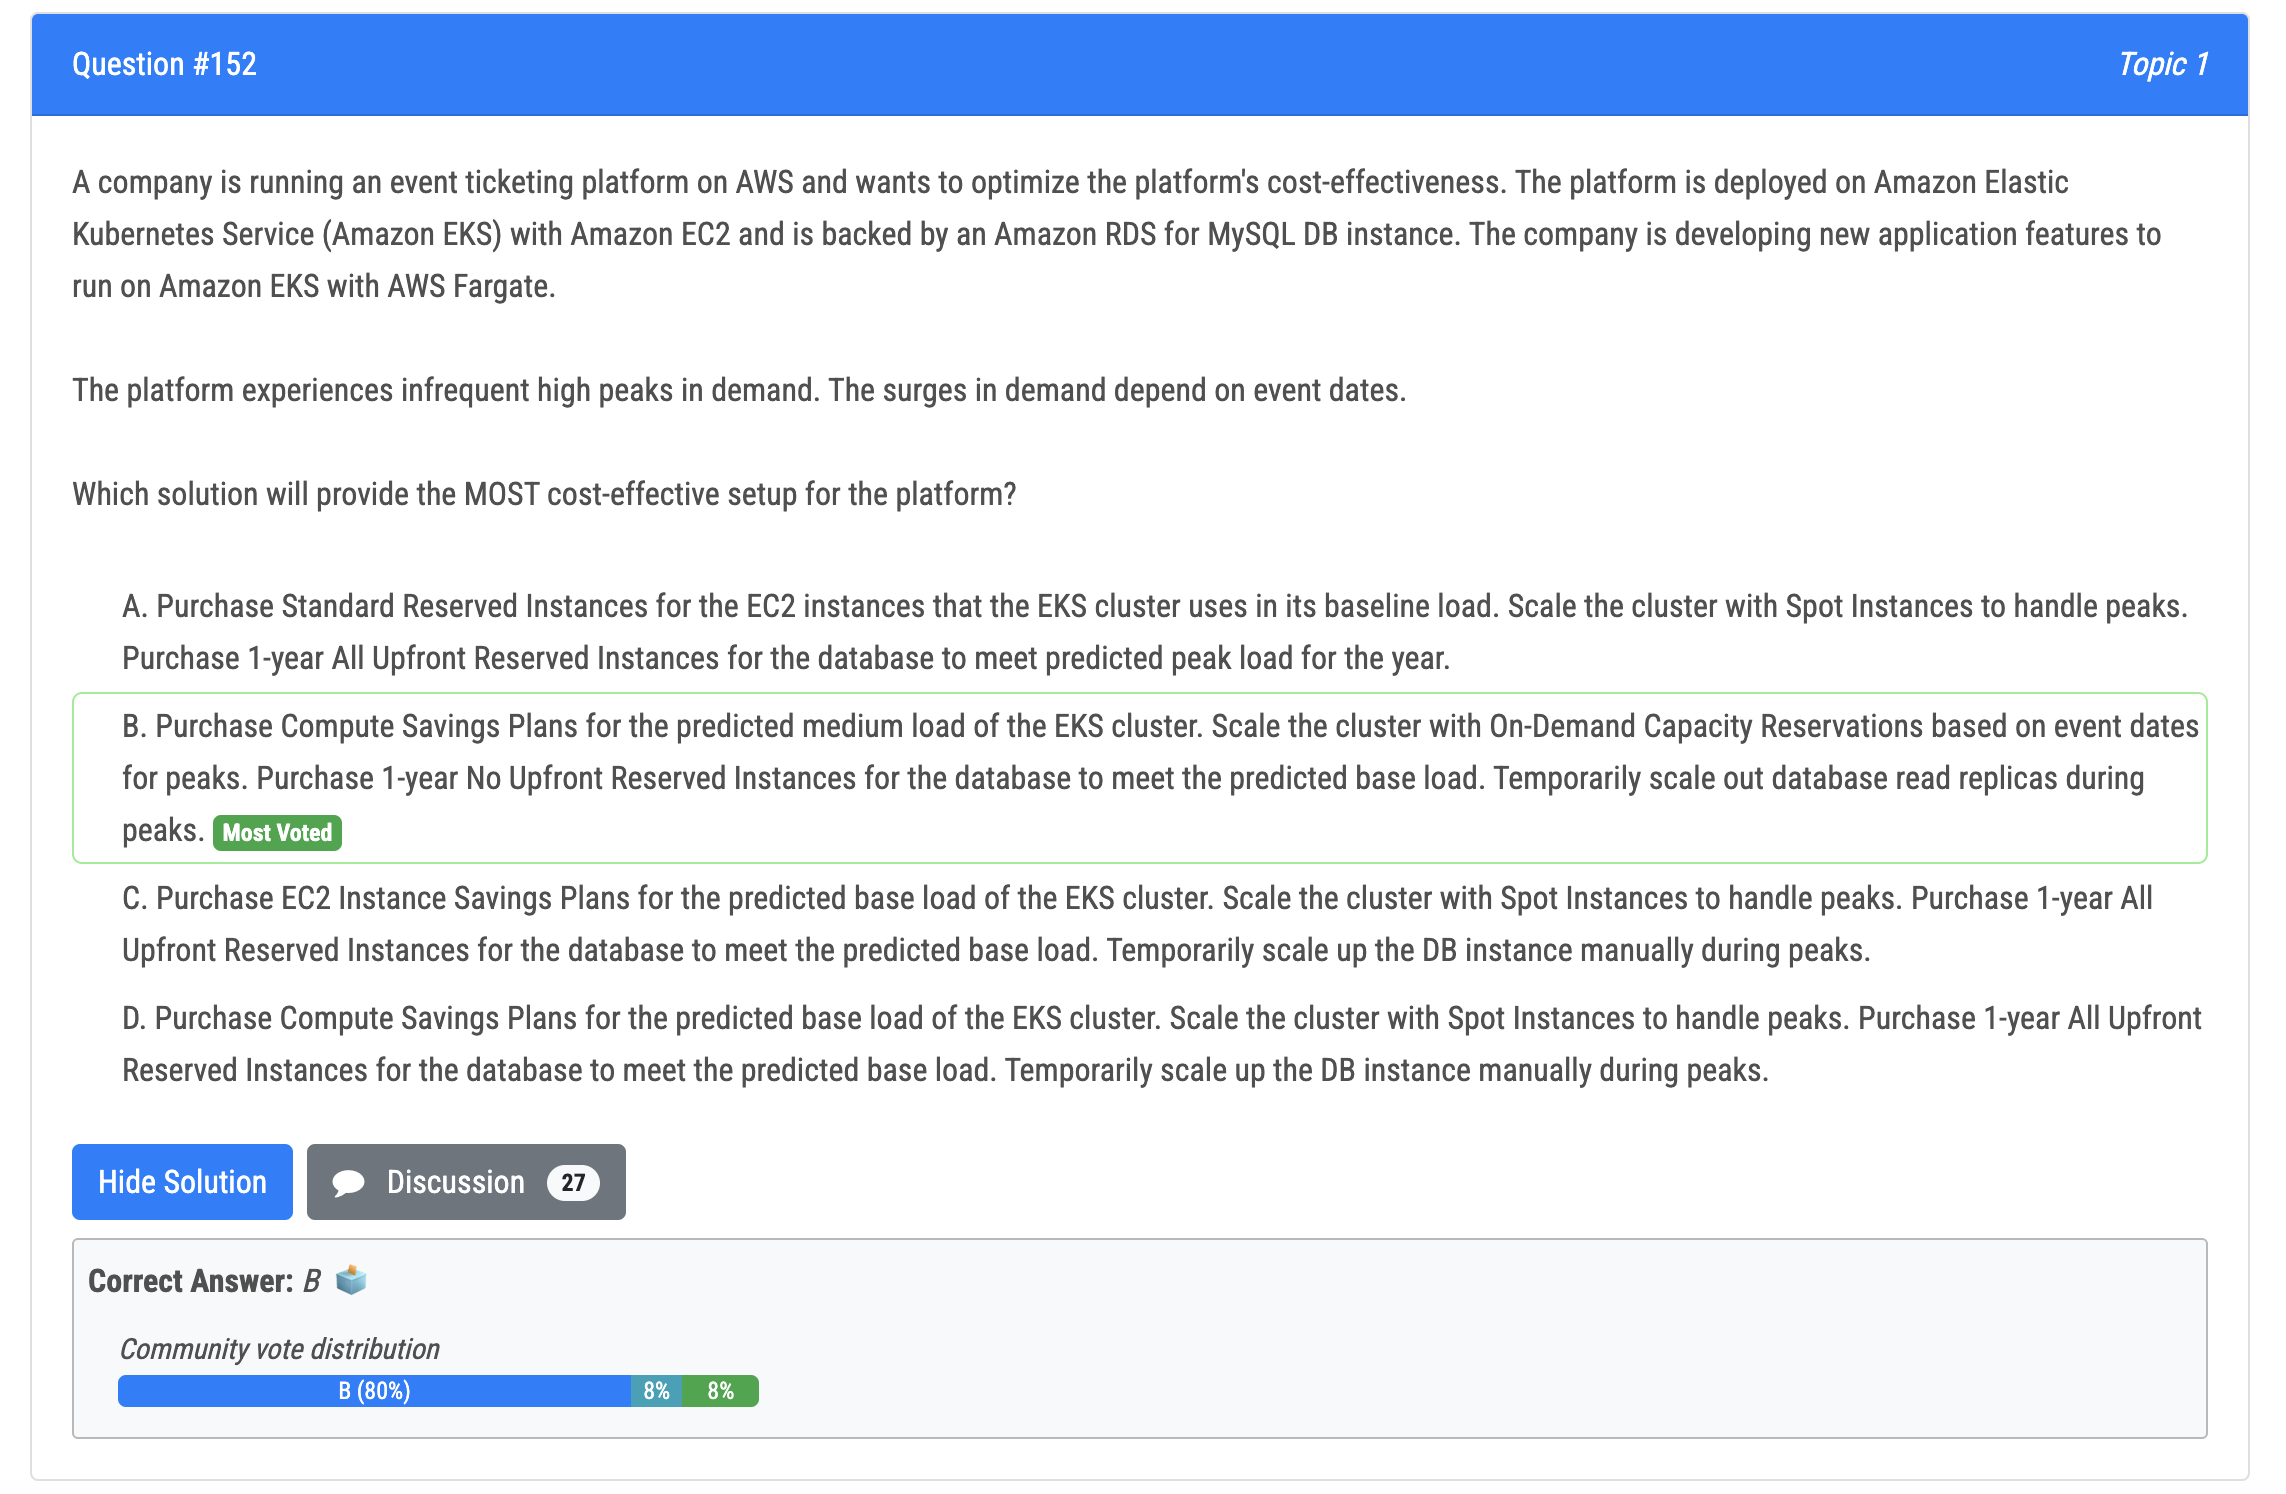 Question #152
Topic 1
A company is running an event ticketing platform on AWS and wants to optimize the platform's cost-effectiveness. The platform is deployed on Amazon Elastic
Kubernetes Service (Amazon EKS) with Amazon EC2 and is backed by an Amazon RDS for MySQL DB instance. The company is developing new application features to
run on Amazon EKS with AWS Fargate.
The platform experiences infrequent high peaks in demand. The surges in demand depend on event dates.
Which solution will provide the MOST cost-effective setup for the platform?
A. Purchase Standard Reserved Instances for the EC2 instances that the EKS cluster uses in its baseline load. Scale the cluster with Spot Instances to handle peaks.
Purchase 1-year All Upfront Reserved Instances for the database to meet predicted peak load for the year.
B. Purchase Compute Savings Plans for the predicted medium load of the EKS cluster. Scale the cluster with On-Demand Capacity Reservations based on event dates
for peaks. Purchase 1-year No Upfront Reserved Instances for the database to meet the predicted base load. Temporarily scale out database read replicas during
peaks. Most Voted
C. Purchase EC2 Instance Savings Plans for the predicted base load of the EKS cluster. Scale the cluster with Spot Instances to handle peaks. Purchase 1-year All
Upfront Reserved Instances for the database to meet the predicted base load. Temporarily scale up the DB instance manually during peaks.
D. Purchase Compute Savings Plans for the predicted base load of the EKS cluster. Scale the cluster with Spot Instances to handle peaks. Purchase 1-year All Upfront
Reserved Instances for the database to meet the predicted base load. Temporarily scale up the DB instance manually during peaks.
Hide Solution
Discussion 27
Correct Answer: B
Community vote distribution
B (80%) 8% 8%